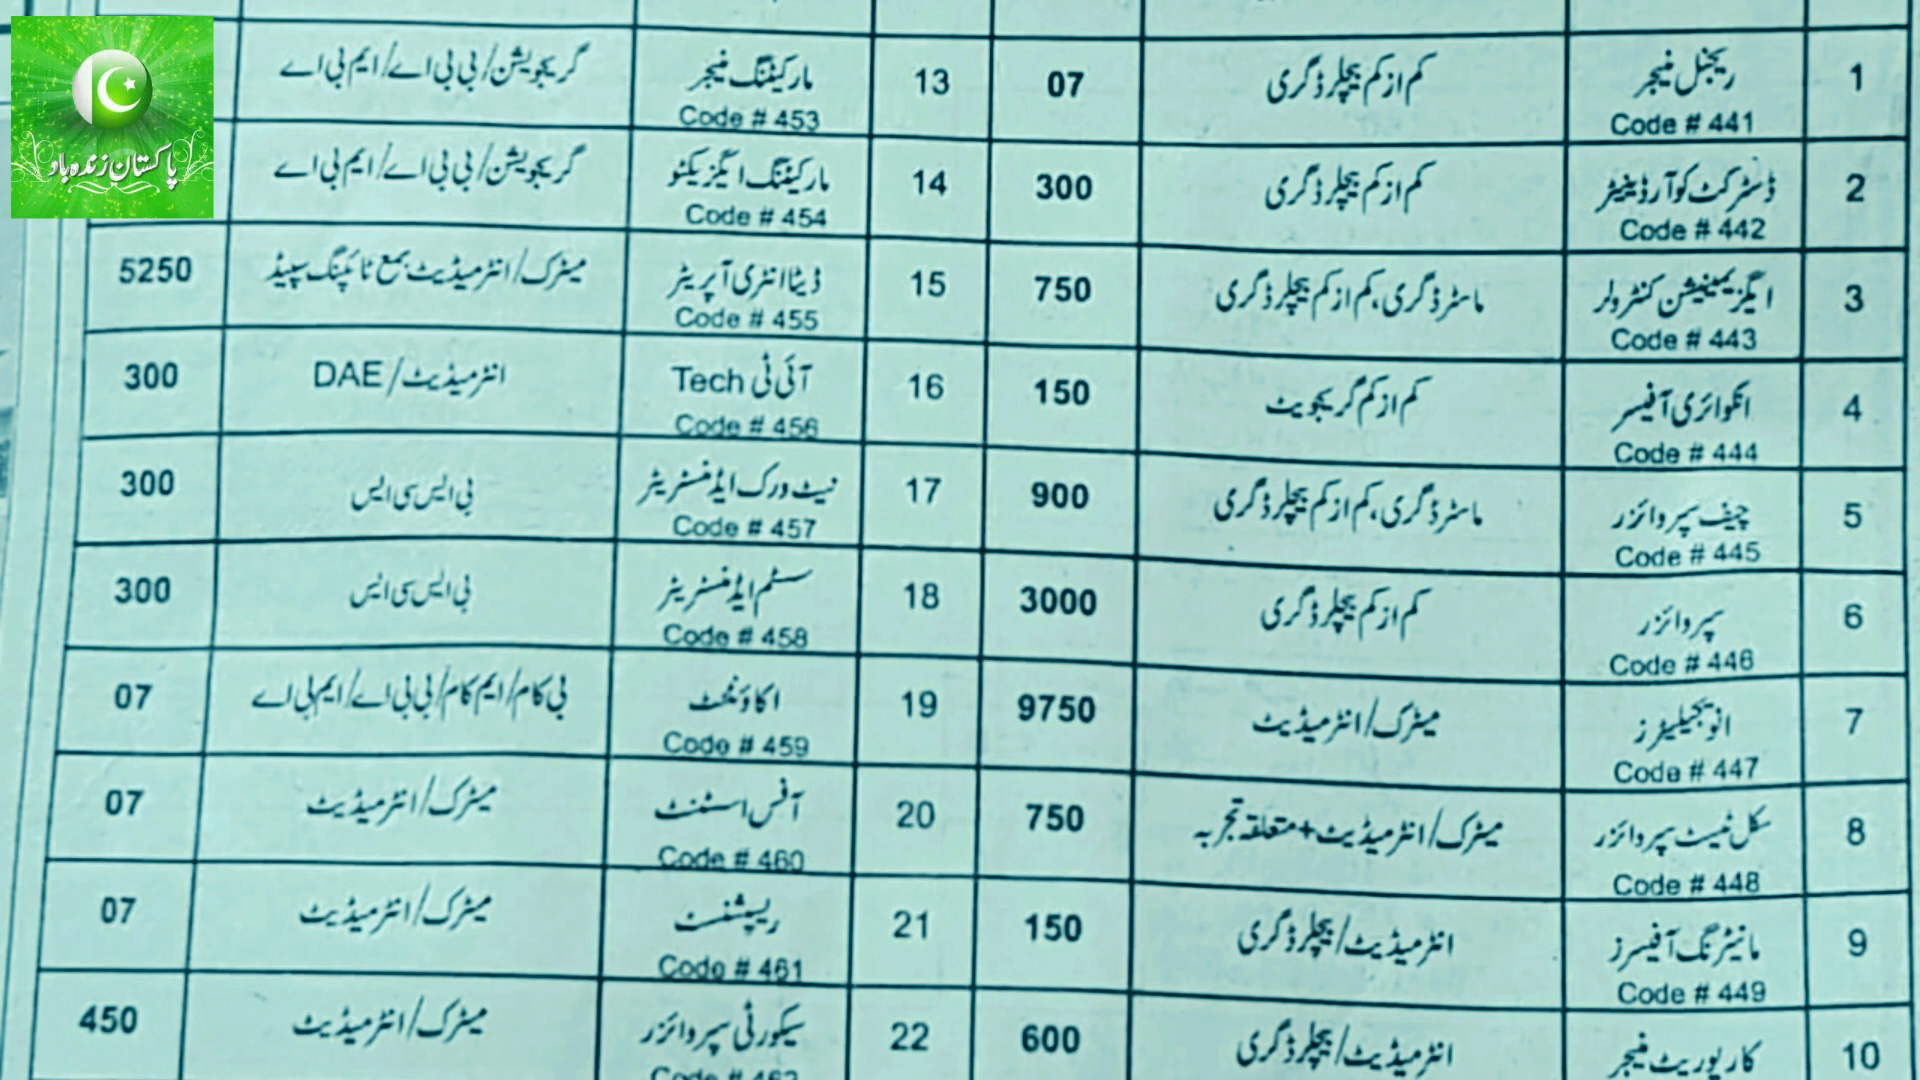 پاکستان زندہ باد
1 ریجنل منیجر کم از کم بیچلر ڈگری 07
Code # 441
2 ڈسٹرکٹ کوآرڈینیٹر کم از کم بیچلر ڈگری 300
Code # 442
3 ایگزیمینیشن کنٹرولر ماسٹر ڈگری، کم از کم بیچلر ڈگری 750
Code # 443
4 انکوائری آفیسر کم از کم گریجویٹ 150
Code # 444
5 چیف سپروائزر ماسٹر ڈگری، کم از کم بیچلر ڈگری 900
Code # 445
6 سپروائزر کم از کم بیچلر ڈگری 3000
Code # 446
7 انویجیلیٹرز میٹرک/انٹرمیڈیٹ 9750
Code # 447
8 سکل ٹیسٹ سپروائزر میٹرک/انٹرمیڈیٹ + متعلقہ تجربہ 750
Code # 448
9 مانیٹرنگ آفیسرز انٹرمیڈیٹ/بیچلر ڈگری 150
Code # 449
10 کارپوریٹ منیجر انٹرمیڈیٹ/بیچلر ڈگری 600
13 مارکیٹنگ منیجر گریجویشن/بی بی اے/ایم بی اے
Code # 453
14 مارکیٹنگ ایگزیکٹو گریجویشن/بی بی اے/ایم بی اے
Code # 454
15 ڈیٹا انٹری آپریٹر میٹرک/انٹرمیڈیٹ بمع ٹائپنگ سپیڈ 5250
Code # 455
16 آئی ٹی Tech انٹرمیڈیٹ/DAE 300
Code # 456
17 نیٹ ورک ایڈمنسٹریٹر بی ایس سی ایس 300
Code # 457
18 سسٹم ایڈمنسٹریٹر بی ایس سی ایس 300
Code # 458
19 اکاؤنٹنٹ بی کام/ایم کام/بی بی اے/ایم بی اے 07
Code # 459
20 آفس اسسٹنٹ میٹرک/انٹرمیڈیٹ 07
Code # 460
21 ریسپشنسٹ میٹرک/انٹرمیڈیٹ 07
Code # 461
22 سیکورٹی سپروائزر میٹرک/انٹرمیڈیٹ 450
Code # 462